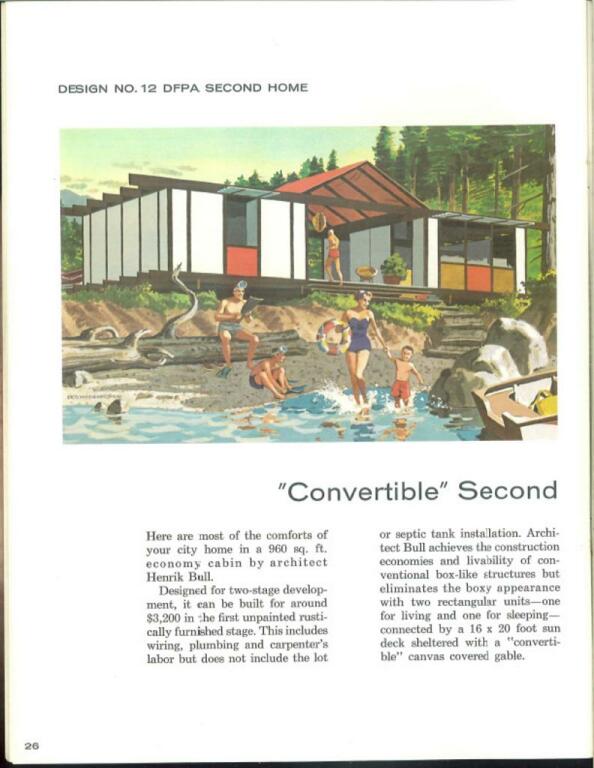 DESIGN NO. 12 DFPA SECOND HOME
"Convertible" Second
Here are most of the comforts of
your city home in a 960 sq. ft.
economy cabin by architect
Henrik Bull.
Designed for two-stage develop-
ment, it can be built for around
$3,200 in the first unpainted rusti-
cally furnished stage. This includes
wiring, plumbing and carpenter's
labor but does not include the lot
or septic tank installation. Archi-
tect Bull achieves the construction
economies and livability of con-
ventional box-like structures but
eliminates the boxy appearance
with two rectangular units—one
for living and one for sleeping—
connected by a 16 x 20 foot sun
deck sheltered with a "converti-
ble" canvas covered gable.
26